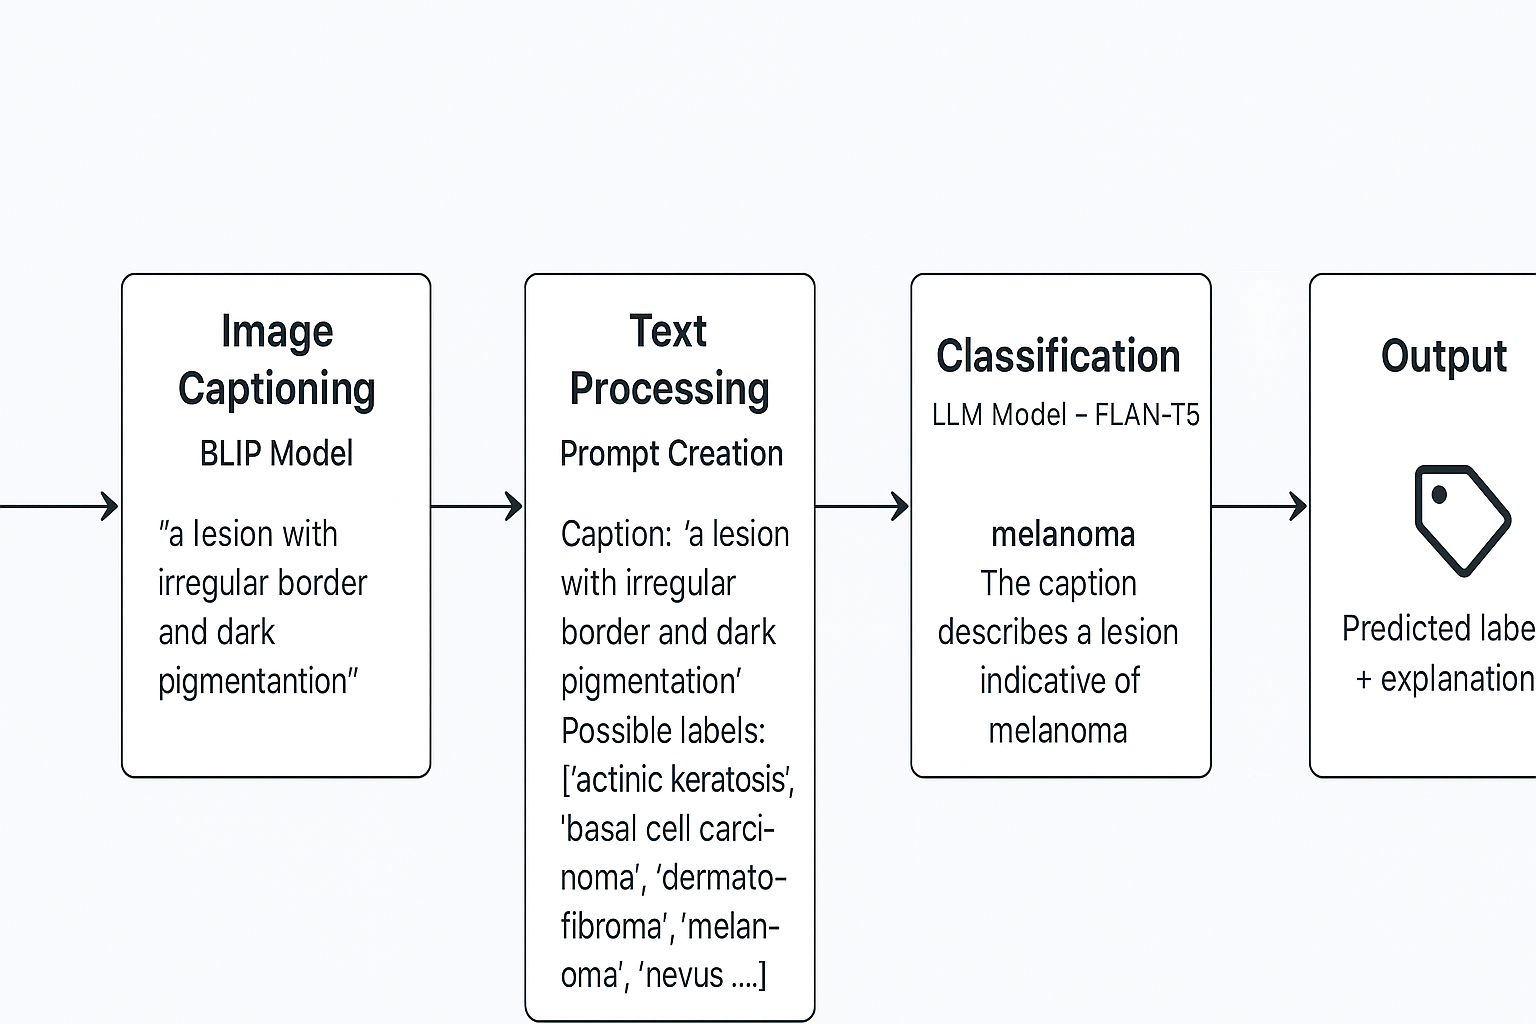 Image
Captioning
BLIP Model
"a lesion with
irregular border
and dark
pigmentantion"
Text
Processing
Prompt Creation
Caption: 'a lesion
with irregular
border and dark
pigmentation'
Possible labels:
['actinic keratosis',
'basal cell carci-
noma', 'dermato-
fibroma', 'melan-
oma', 'nevus ....]
Classification
LLM Model – FLAN-T5
melanoma
The caption
describes a lesion
indicative of
melanoma
Output
Predicted labe
+ explanation